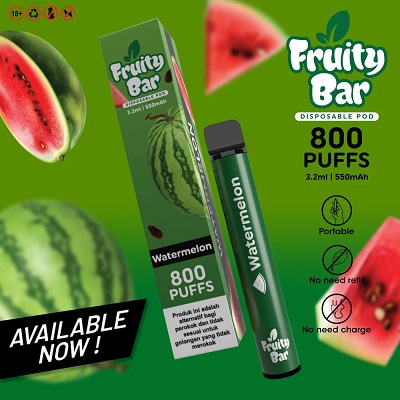 18+
Fruity
Bar
DISPOSABLE POD
3.2ml | 550mAh
Watermelon
800
PUFFS
Produk ini adalah
alternatif bagi
perokok dan tidak
sesuai untuk
golongan yang tidak
merokok
Watermelon
Fruity
Bar
Fruity
Bar
DISPOSABLE POD
800
PUFFS
3.2ml | 550mAh
Portable
No need refill
No need charge
AVAILABLE
NOW !